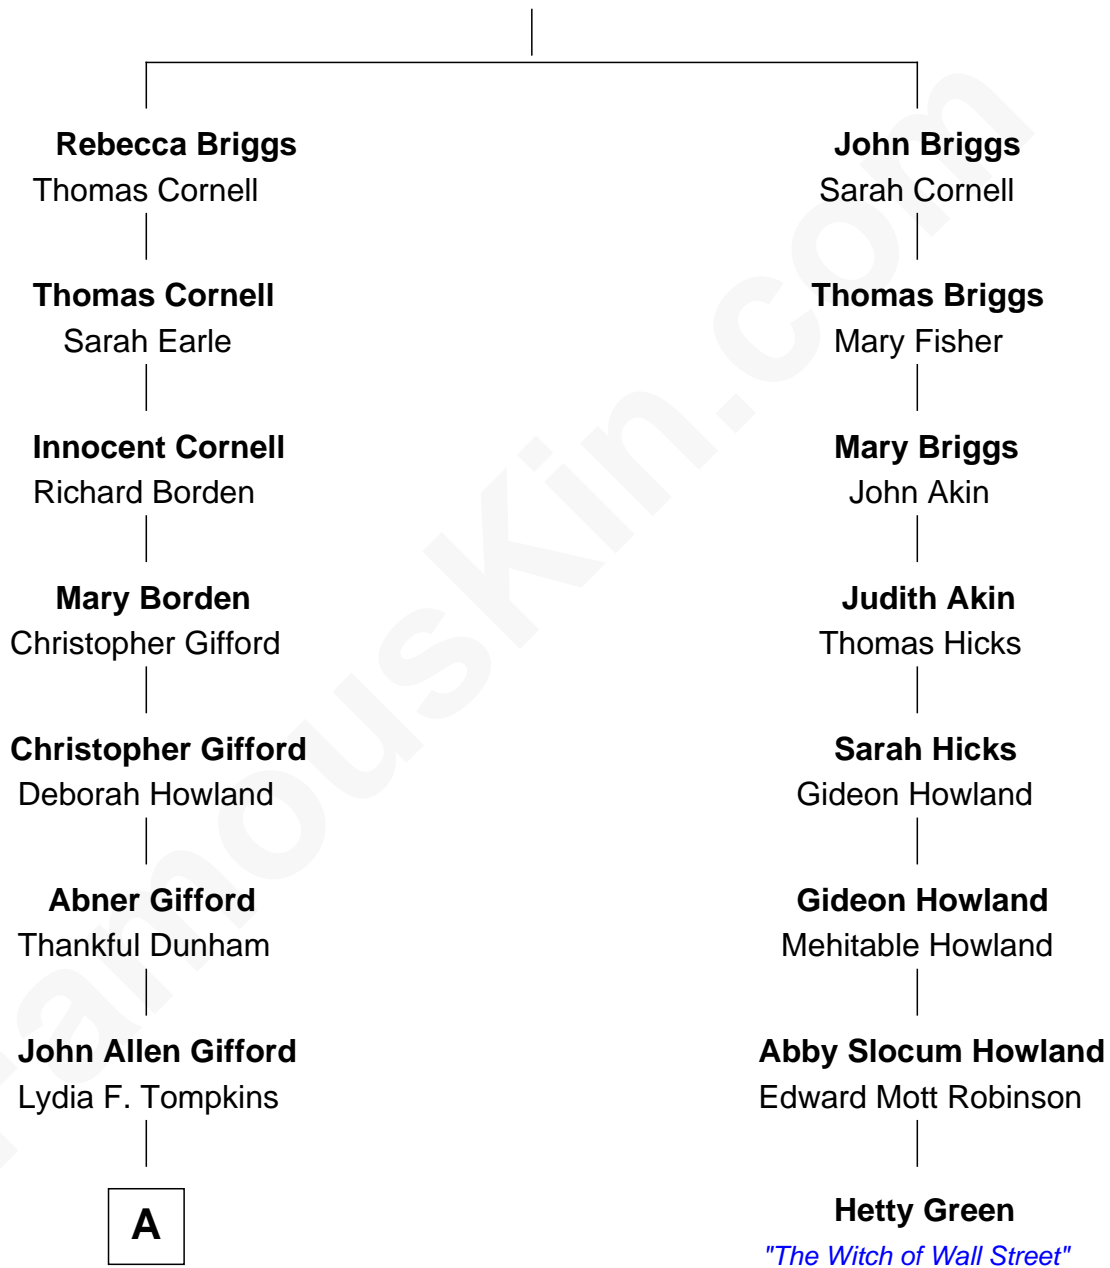 Rebecca Briggs
Thomas Cornell
Thomas Cornell
Sarah Earle
Innocent Cornell
Richard Borden
Mary Borden
Christopher Gifford
Christopher Gifford
Deborah Howland
Abner Gifford
Thankful Dunham
John Allen Gifford
Lydia F. Tompkins
A
John Briggs
Sarah Cornell
Thomas Briggs
Mary Fisher
Mary Briggs
John Akin
Judith Akin
Thomas Hicks
Sarah Hicks
Gideon Howland
Gideon Howland
Mehitable Howland
Abby Slocum Howland
Edward Mott Robinson
Hetty Green
"The Witch of Wall Street"
FamousKin.com